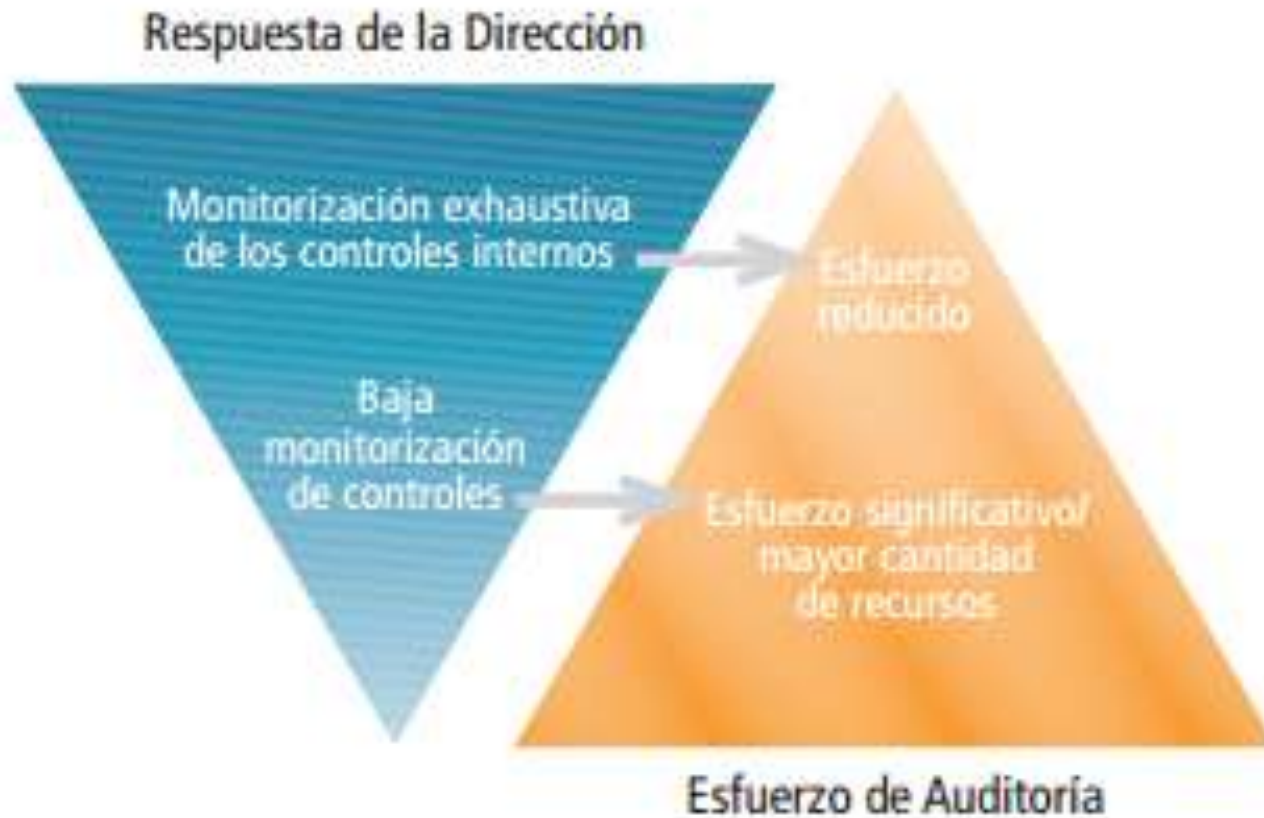 Respuesta de la Dirección
Monitorización exhaustiva
de los controles internos
Esfuerzo
reducido
Baja
monitorización
de controles
Esfuerzo significativo/
mayor cantidad
de recursos
Esfuerzo de Auditoría